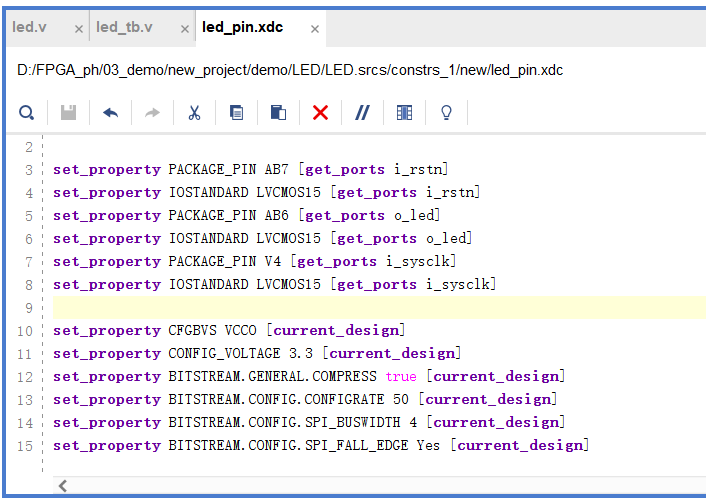 led.v × led_tb.v × led_pin.xdc ×
D:/FPGA_ph/03_demo/new_project/demo/LED/LED.srcs/constrs_1/new/led_pin.xdc
2
3 set_property PACKAGE_PIN AB7 [get_ports i_rstn]
4 set_property IOSTANDARD LVCMOS15 [get_ports i_rstn]
5 set_property PACKAGE_PIN AB6 [get_ports o_led]
6 set_property IOSTANDARD LVCMOS15 [get_ports o_led]
7 set_property PACKAGE_PIN V4 [get_ports i_sysclk]
8 set_property IOSTANDARD LVCMOS15 [get_ports i_sysclk]
9
10 set_property CFGBVS VCCO [current_design]
11 set_property CONFIG_VOLTAGE 3.3 [current_design]
12 set_property BITSTREAM.GENERAL.COMPRESS true [current_design]
13 set_property BITSTREAM.CONFIG.CONFIGRATE 50 [current_design]
14 set_property BITSTREAM.CONFIG.SPI_BUSWIDTH 4 [current_design]
15 set_property BITSTREAM.CONFIG.SPI_FALL_EDGE Yes [current_design]